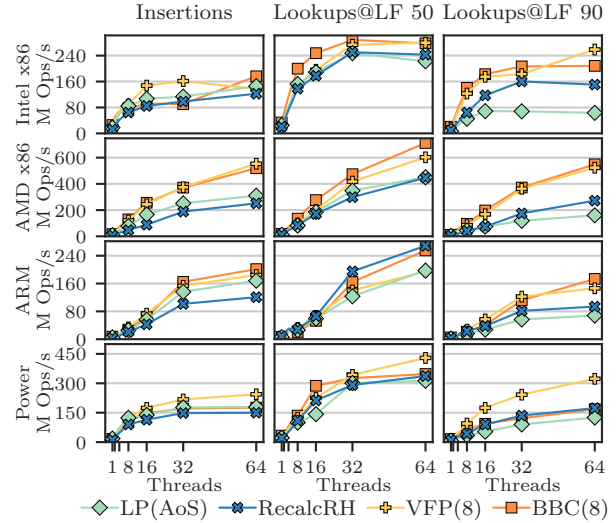 Insertions Lookups@LF 50 Lookups@LF 90
Intel x86
M Ops/s
240
160
80
0
AMD x86
M Ops/s
600
400
200
0
ARM
M Ops/s
240
160
80
0
Power
M Ops/s
450
300
150
0
1 8 16 32 64 1 8 16 32 64 1 8 16 32 64
Threads Threads Threads
LP(AoS) RecalcRH VFP(8) BBC(8)